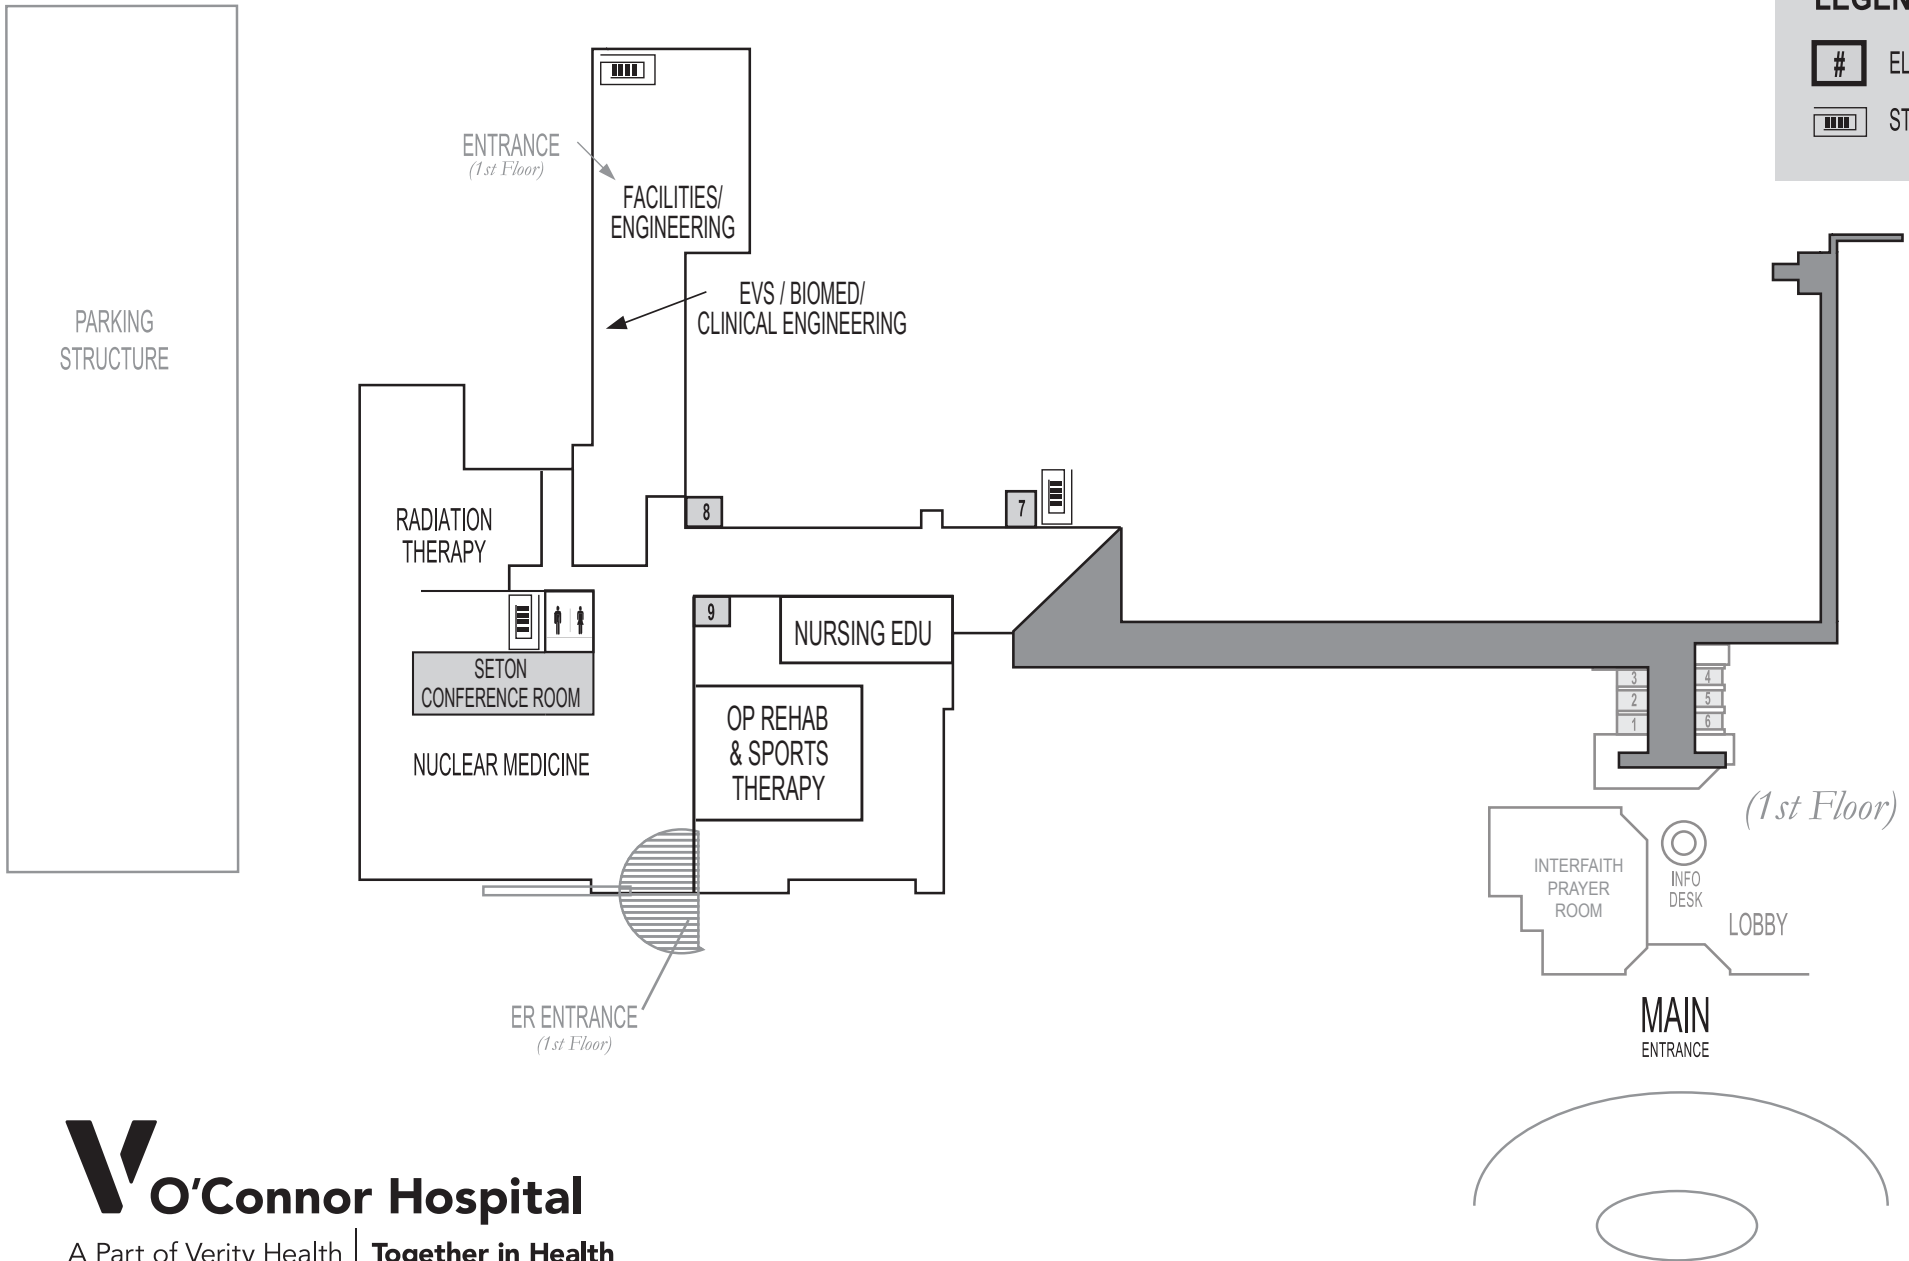 LEGEN
#
EL
ST
ENTRANCE
(1st Floor)
FACILITIES/
ENGINEERING
EVS / BIOMED/
CLINICAL ENGINEERING
PARKING
STRUCTURE
RADIATION
THERAPY
8
7
9
NURSING EDU
SETON
CONFERENCE ROOM
NUCLEAR MEDICINE
OP REHAB
& SPORTS
THERAPY
3
2
1
4
5
6
(1st Floor)
INTERFAITH
PRAYER
ROOM
INFO
DESK
LOBBY
ER ENTRANCE
(1st Floor)
MAIN
ENTRANCE
O'Connor Hospital
A Part of Verity Health | Together in Health